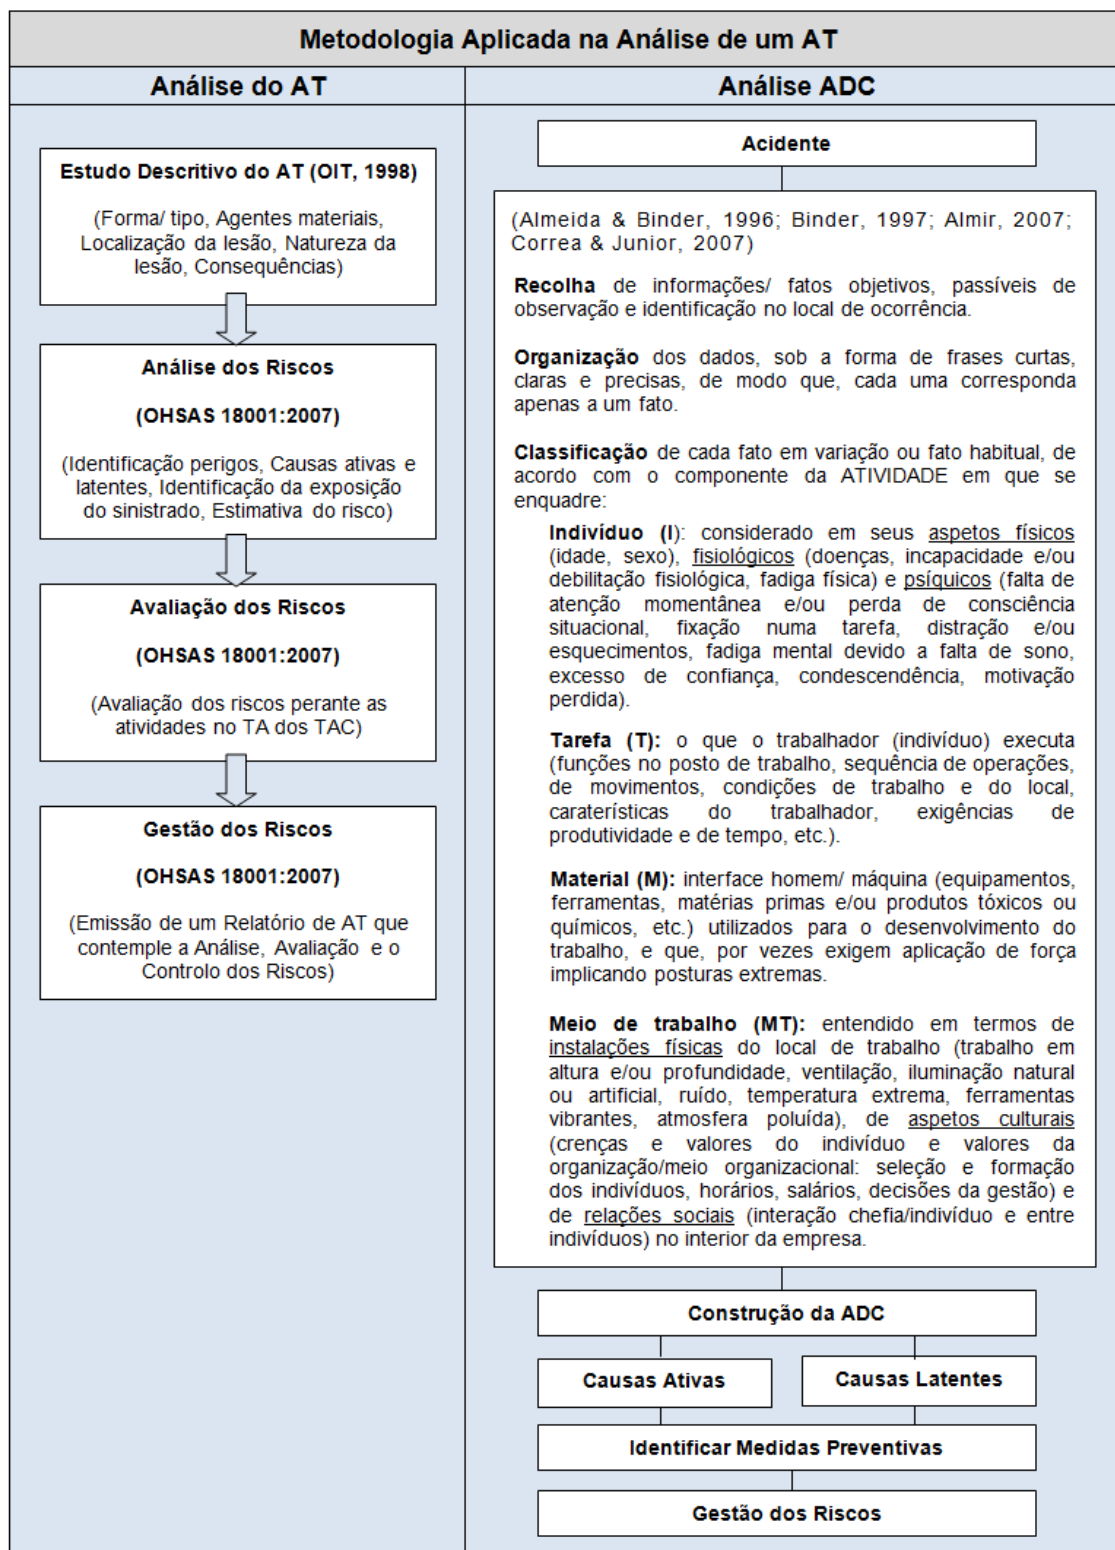 Metodologia Aplicada na Análise de um AT
Análise do AT
Estudo Descritivo do AT (OIT, 1998)
(Forma/ tipo, Agentes materiais,
Localização da lesão, Natureza da
lesão, Consequências)
Análise dos Riscos
(OHSAS 18001:2007)
(Identificação perigos, Causas ativas e
latentes, Identificação da exposição
do sinistrado, Estimativa do risco)
Avaliação dos Riscos
(OHSAS 18001:2007)
(Avaliação dos riscos perante as
atividades no TA dos TAC)
Gestão dos Riscos
(OHSAS 18001:2007)
(Emissão de um Relatório de AT que
contemple a Análise, Avaliação e o
Controlo dos Riscos)
Análise ADC
Acidente
(Almeida & Binder, 1996; Binder, 1997; Almir, 2007;
Correa & Junior, 2007)
Recolha de informações/ fatos objetivos, passíveis de
observação e identificação no local de ocorrência.
Organização dos dados, sob a forma de frases curtas,
claras e precisas, de modo que, cada uma corresponda
apenas a um fato.
Classificação de cada fato em variação ou fato habitual, de
acordo com o componente da ATIVIDADE em que se
enquadre:
Indivíduo (I): considerado em seus aspetos físicos
(idade, sexo), fisiológicos (doenças, incapacidade e/ou
debilitação fisiológica, fadiga física) e psíquicos (falta de
atenção momentânea e/ou perda de consciência
situacional, fixação numa tarefa, distração e/ou
esquecimentos, fadiga mental devido a falta de sono,
excesso de confiança, condescendência, motivação
perdida).
Tarefa (T): o que o trabalhador (indivíduo) executa
(funções no posto de trabalho, sequência de operações,
de movimentos, condições de trabalho e do local,
caraterísticas do trabalhador, exigências de
produtividade e de tempo, etc.).
Material (M): interface homem/ máquina (equipamentos,
ferramentas, matérias primas e/ou produtos tóxicos ou
químicos, etc.) utilizados para o desenvolvimento do
trabalho, e que, por vezes exigem aplicação de força
implicando posturas extremas.
Meio de trabalho (MT): entendido em termos de
instalações físicas do local de trabalho (trabalho em
altura e/ou profundidade, ventilação, iluminação natural
ou artificial, ruído, temperatura extrema, ferramentas
vibrantes, atmosfera poluída), de aspetos culturais
(crenças e valores do indivíduo e valores da
organização/meio organizacional: seleção e formação
dos indivíduos, horários, salários, decisões da gestão) e
de relações sociais (interação chefia/indivíduo e entre
indivíduos) no interior da empresa.
Construção da ADC
Causas Ativas
Causas Latentes
Identificar Medidas Preventivas
Gestão dos Riscos